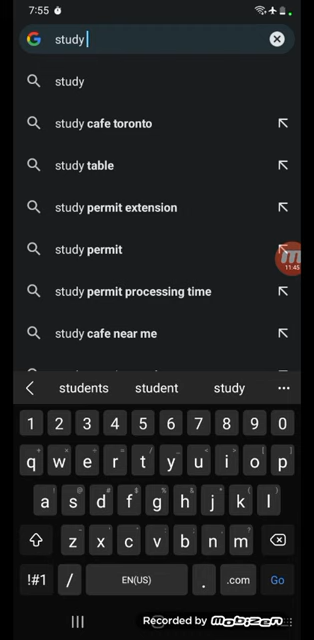 7:55
study
study
study cafe toronto
study table
study permit extension
study permit
11:45
study permit processing time
study cafe near me
students student study
1 2 3 4 5 6 7 8 9 0
q w e r t y u i o p
a s d f g h j k l
z x c v b n m
!#1 / EN(US) . .com Go
Recorded by mobizen